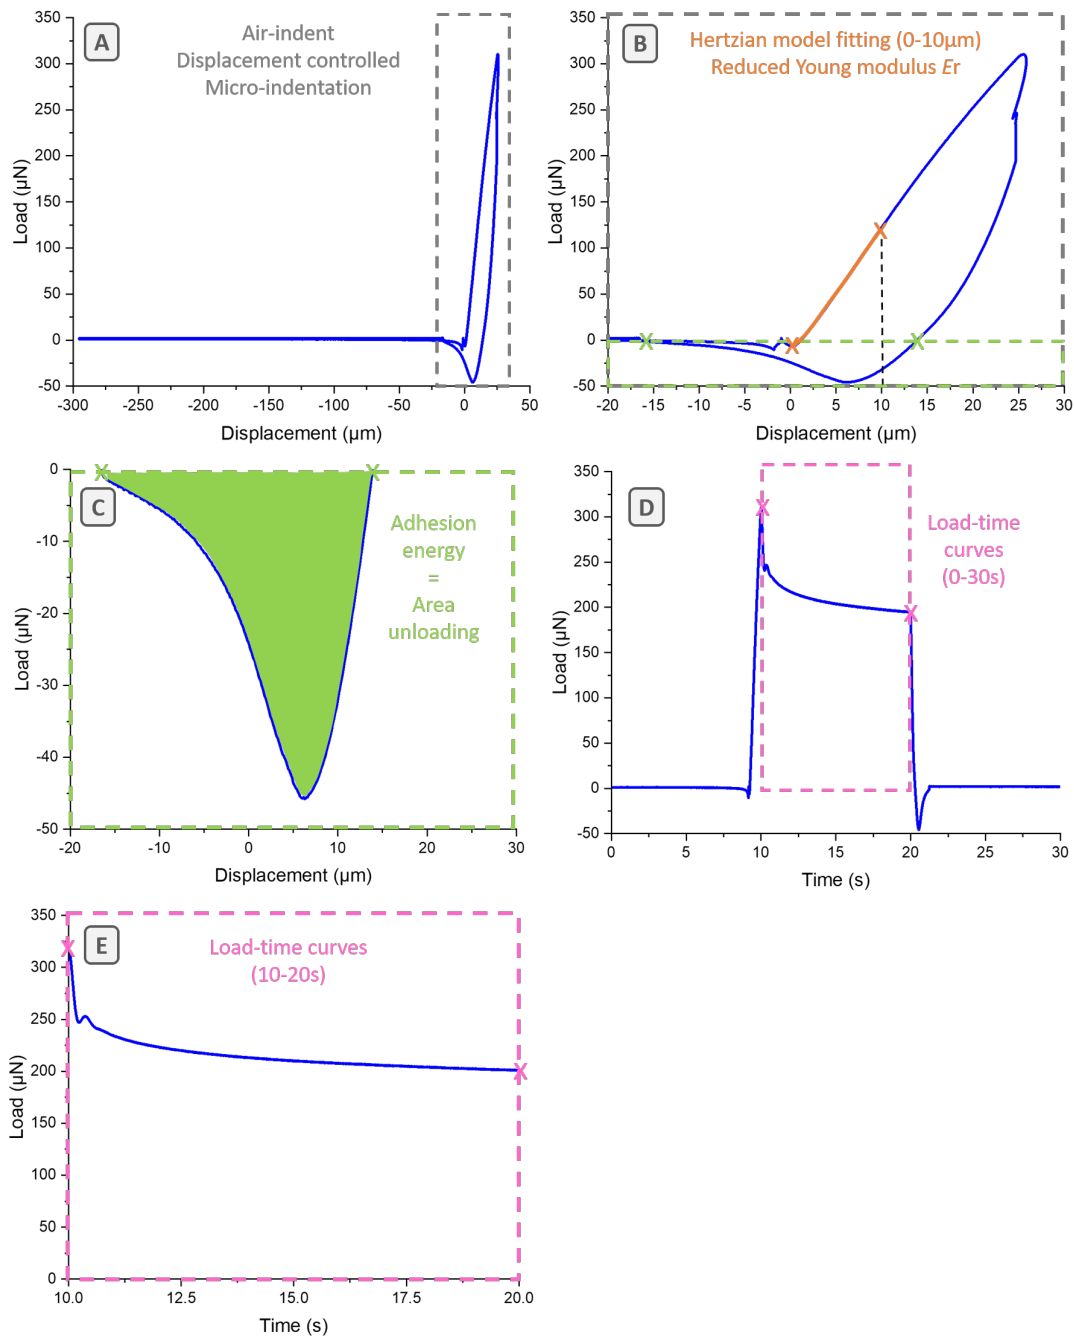 A
Air-indent
Displacement controlled
Micro-indentation
350
300
250
200
150
100
50
0
-50
Load (µN)
-300 -250 -200 -150 -100 -50 0 50
Displacement (µm)
B
Hertzian model fitting (0-10µm)
Reduced Young modulus Er
350
300
250
200
150
100
50
0
-50
Load (µN)
-20 -15 -10 -5 0 5 10 15 20 25 30
Displacement (µm)
C
Adhesion
energy
=
Area
unloading
0
-10
-20
-30
-40
-50
Load (µN)
-20 -10 0 10 20 30
Displacement (µm)
D
Load-time
curves
(0-30s)
350
300
250
200
150
100
50
0
-50
Load (µN)
0 5 10 15 20 25 30
Time (s)
E
Load-time curves
(10-20s)
350
300
250
200
150
100
50
0
Load (µN)
10.0 12.5 15.0 17.5 20.0
Time (s)